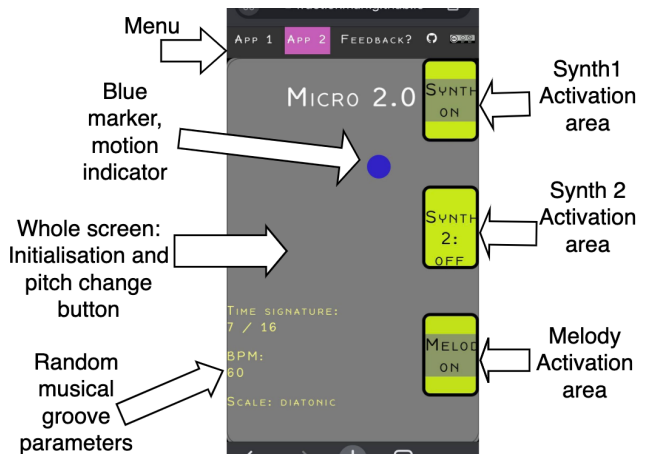 Menu
App 1 App 2 Feedback?
Blue
marker,
motion
indicator
Micro 2.0
Synth
on
Synth1
Activation
area
Whole screen:
Initialisation and
pitch change
button
Synth
2:
off
Synth 2
Activation
area
Time signature:
7 / 16
BPM:
60
Scale: diatonic
Random
musical
groove
parameters
Melod
on
Melody
Activation
area